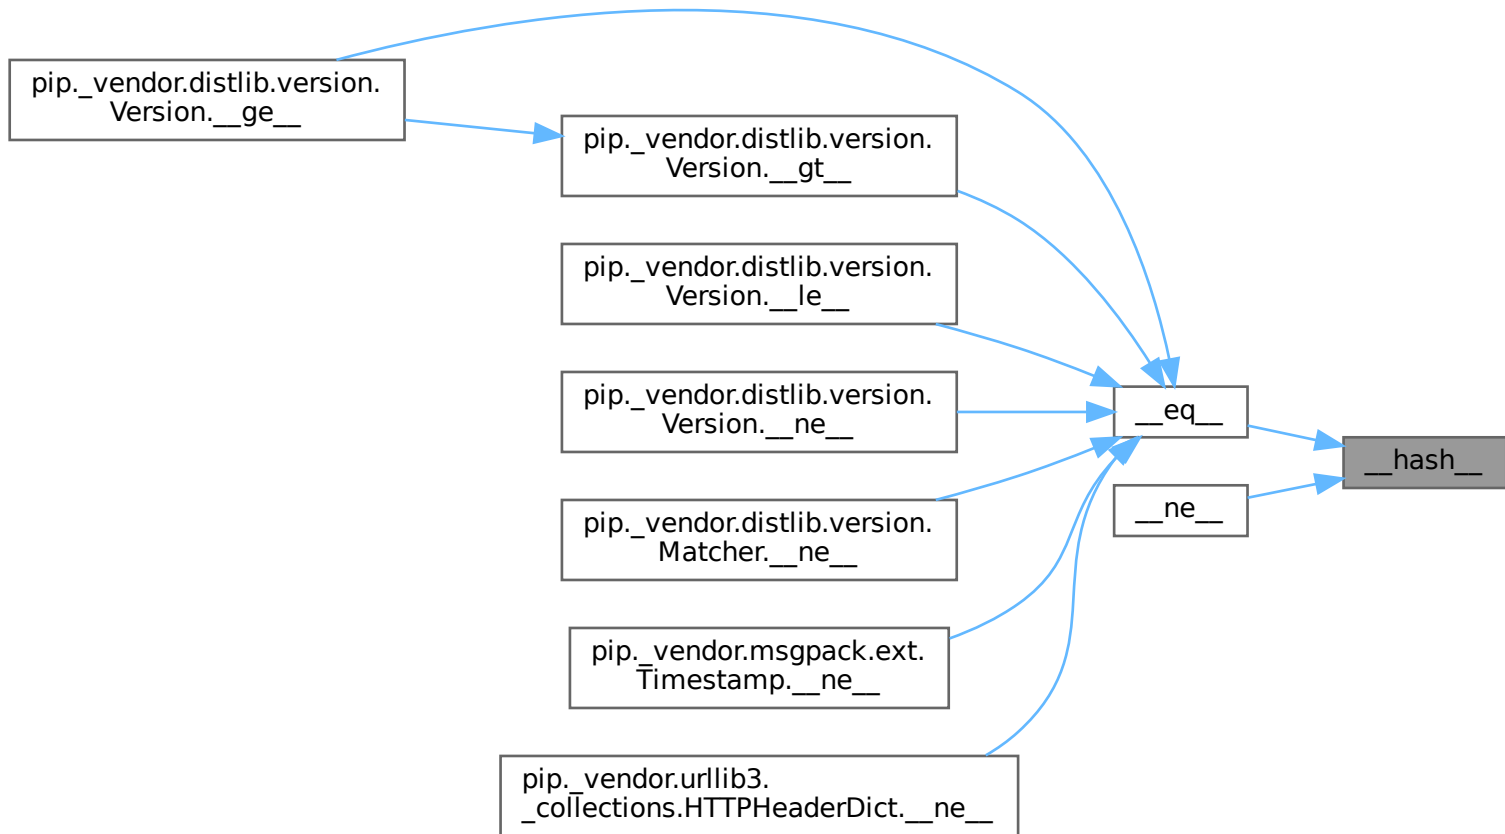 pip._vendor.distlib.version.
Version.__ge__
pip._vendor.distlib.version.
Version.__gt__
pip._vendor.distlib.version.
Version.__le__
pip._vendor.distlib.version.
Version.__ne__
__eq__
__hash__
__ne__
pip._vendor.distlib.version.
Matcher.__ne__
pip._vendor.msgpack.ext.
Timestamp.__ne__
pip._vendor.urllib3.
_collections.HTTPHeaderDict.__ne__